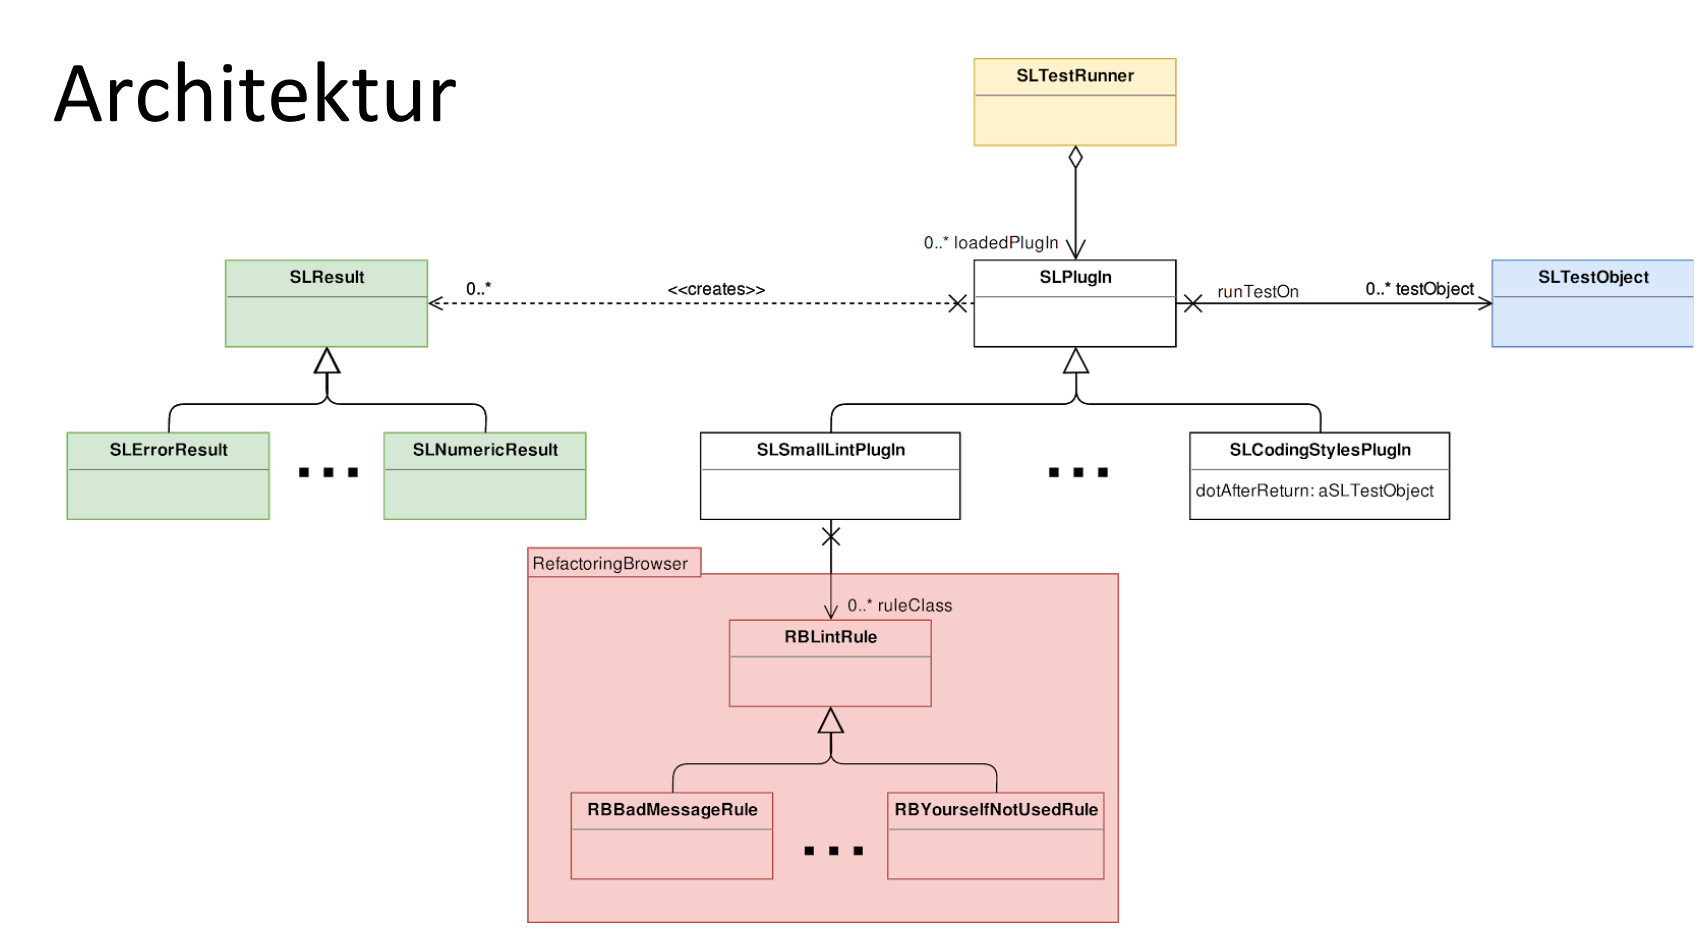 Architektur
SLTestRunner
0..* loadedPlugIn
SLResult
0..*
<<creates>>
SLPlugIn
runTestOn
0..* testObject
SLTestObject
SLErrorResult
SLNumericResult
SLSmallLintPlugIn
SLCodingStylesPlugIn
dotAfterReturn: aSLTestObject
RefactoringBrowser
0..* ruleClass
RBLintRule
RBBadMessageRule
RBYourselfNotUsedRule